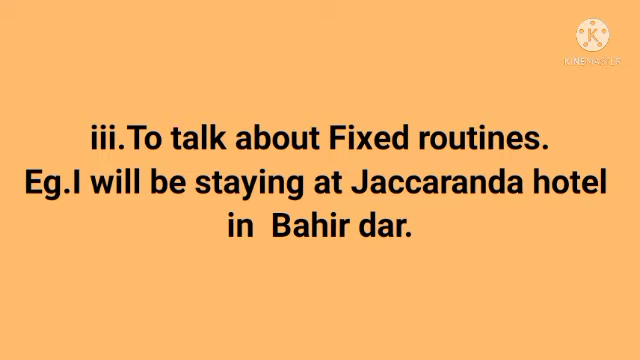 K
KINEMASTER
iii.To talk about Fixed routines.
Eg.I will be staying at Jaccaranda hotel
in  Bahir dar.